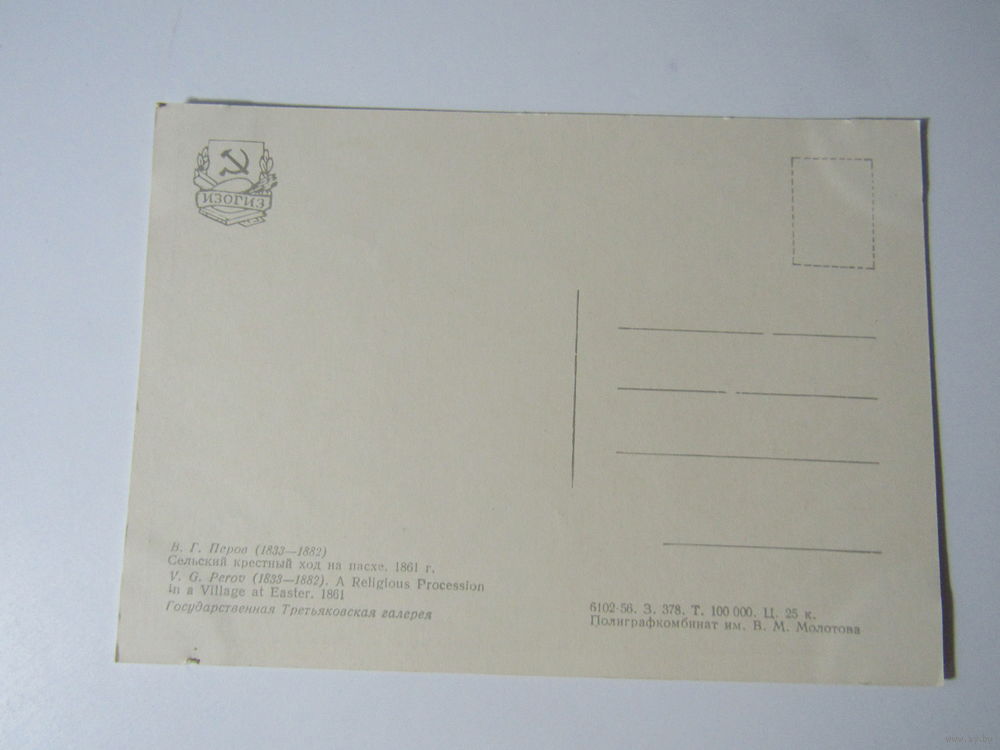 ИЗОГИЗ
В. Г. Перов (1833—1882)
Сельский крестный ход на пасхе. 1861 г.
V. G. Perov (1833—1882). A Religious Procession
in a Village at Easter. 1861
Государственная Третьяковская галерея
6102-56. З. 378. Т. 100 000. Ц. 25 к.
Полиграфкомбинат им. В. М. Молотова